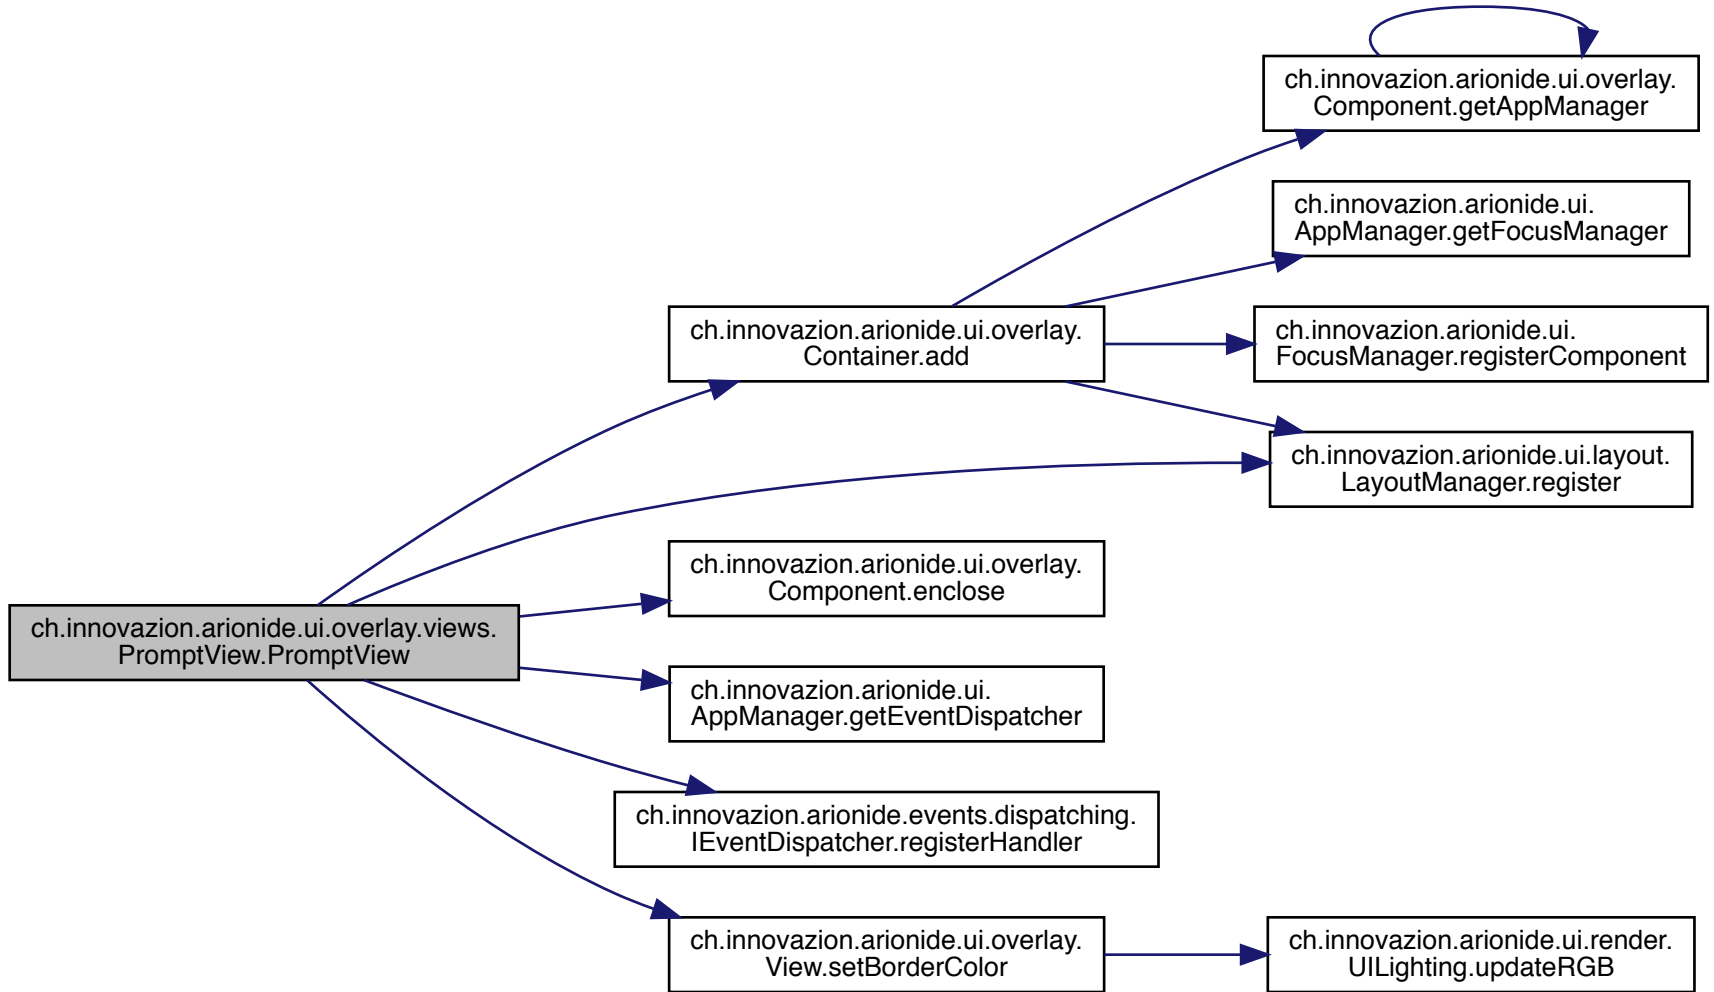 ch.innovazion.arionide.ui.overlay.
Component.getAppManager
ch.innovazion.arionide.ui.
AppManager.getFocusManager
ch.innovazion.arionide.ui.overlay.
Container.add
ch.innovazion.arionide.ui.
FocusManager.registerComponent
ch.innovazion.arionide.ui.layout.
LayoutManager.register
ch.innovazion.arionide.ui.overlay.
Component.enclose
ch.innovazion.arionide.ui.overlay.views.
PromptView.PromptView
ch.innovazion.arionide.ui.
AppManager.getEventDispatcher
ch.innovazion.arionide.events.dispatching.
IEventDispatcher.registerHandler
ch.innovazion.arionide.ui.overlay.
View.setBorderColor
ch.innovazion.arionide.ui.render.
UILighting.updateRGB